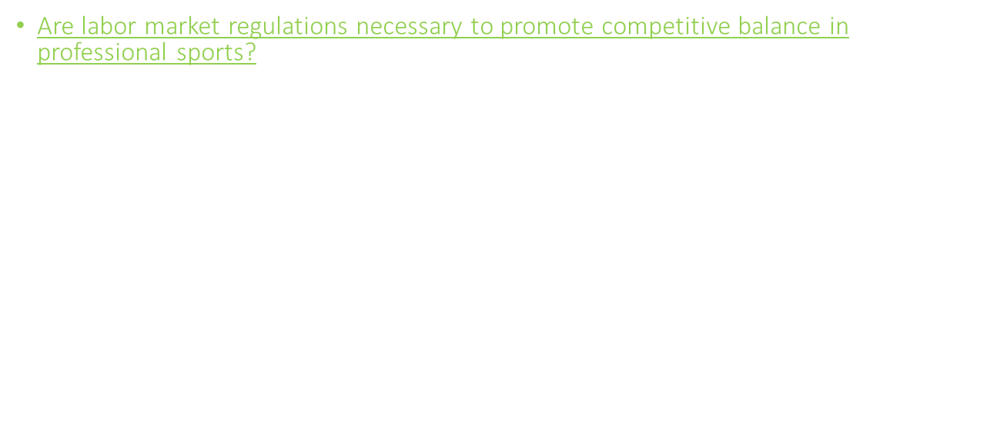 • Are labor market regulations necessary to promote competitive balance in
professional sports?